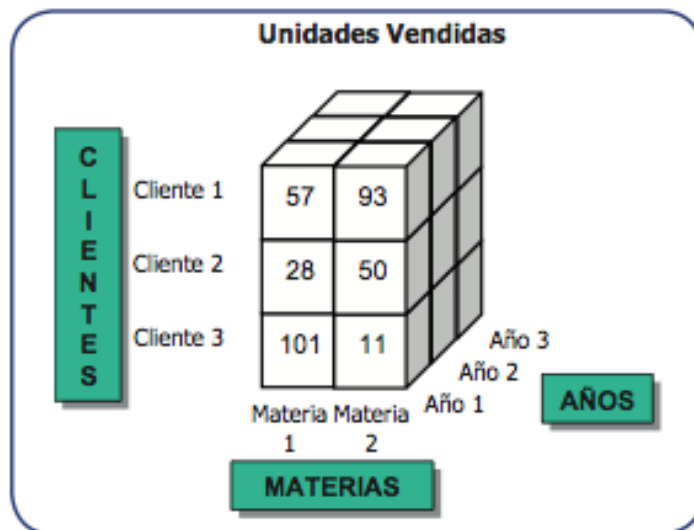 Unidades Vendidas
CLIENTES
Cliente 1
57 93
Cliente 2
28 50
Cliente 3
101 11
Año 3
Año 2
Año 1
Materia Materia
1 2
AÑOS
MATERIAS